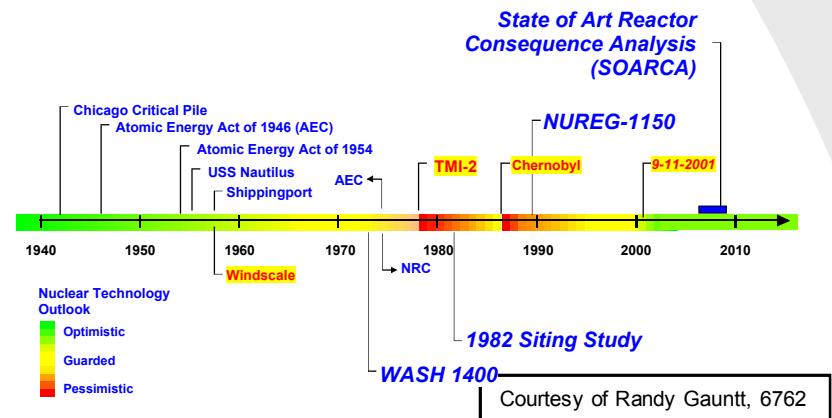 State of Art Reactor
Consequence Analysis
(SOARCA)
Chicago Critical Pile
Atomic Energy Act of 1946 (AEC)
NUREG-1150
Atomic Energy Act of 1954
USS Nautilus
TMI-2
Chernobyl
9-11-2001
AEC
Shippingport
1940
1950
1960
1970
1980
1990
2000
2010
Windscale
NRC
Nuclear Technology
Outlook
Optimistic
Guarded
Pessimistic
1982 Siting Study
WASH 1400
Courtesy of Randy Gauntt, 6762